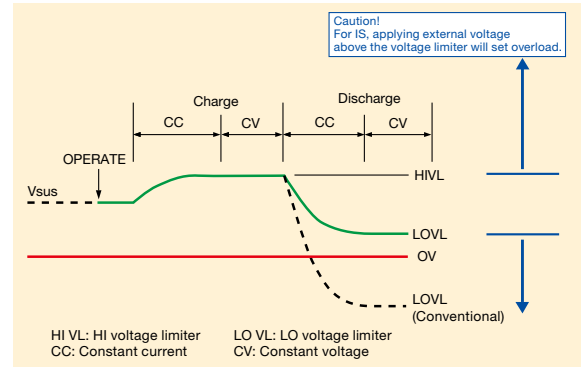 Caution!
For IS, applying external voltage
above the voltage limiter will set overload.
Charge
Discharge
CC
CV
CC
CV
OPERATE
Vsus
HIVL
LOVL
OV
LOVL
(Conventional)
HI VL: HI voltage limiter
LO VL: LO voltage limiter
CC: Constant current
CV: Constant voltage